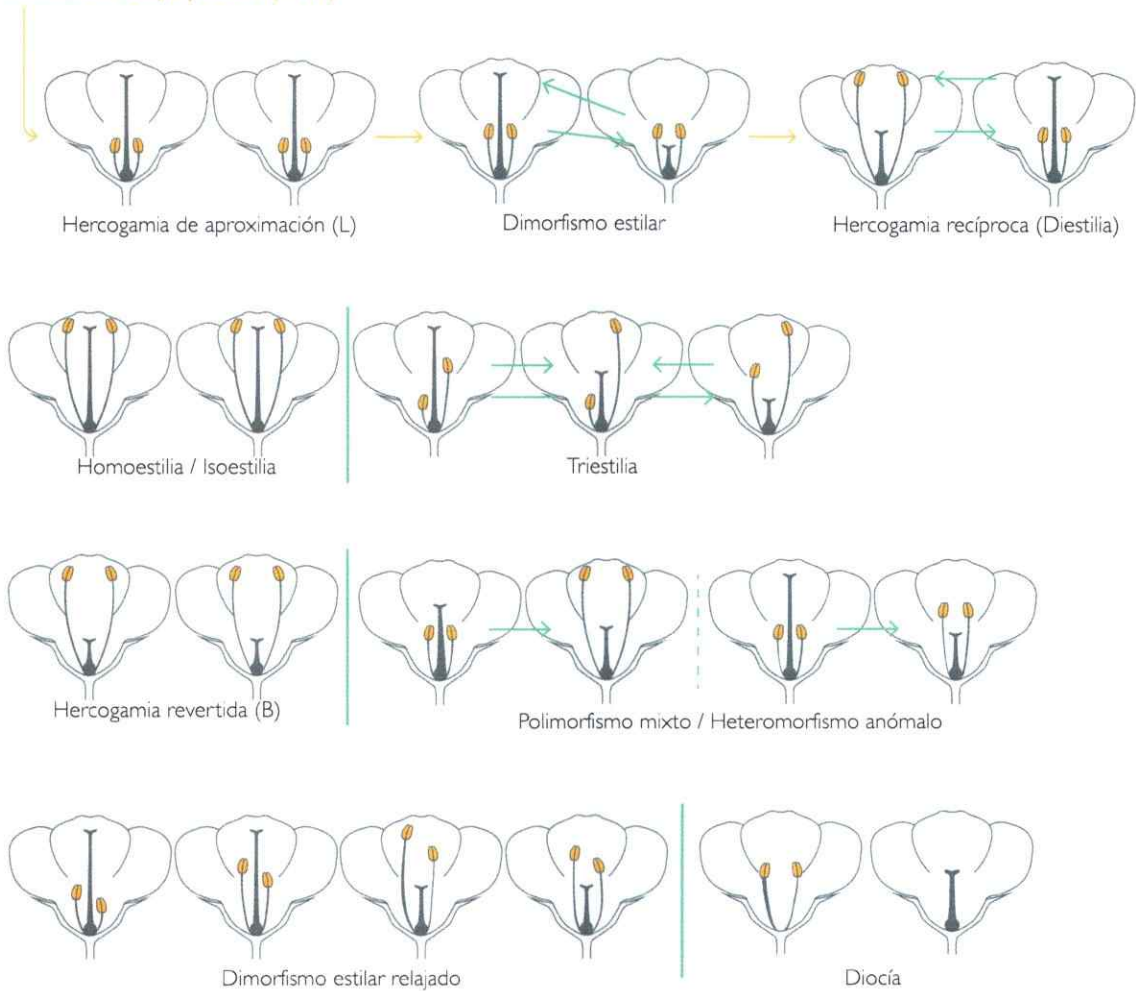 Hercogamia de aproximación (L)
Dimorfismo estilar
Hercogamia recíproca (Diestilia)
Homoestilia / Isoestilia
Triestilia
Hercogamia revertida (B)
Polimorfismo mixto / Heteromorfismo anómalo
Dimorfismo estilar relajado
Diocía